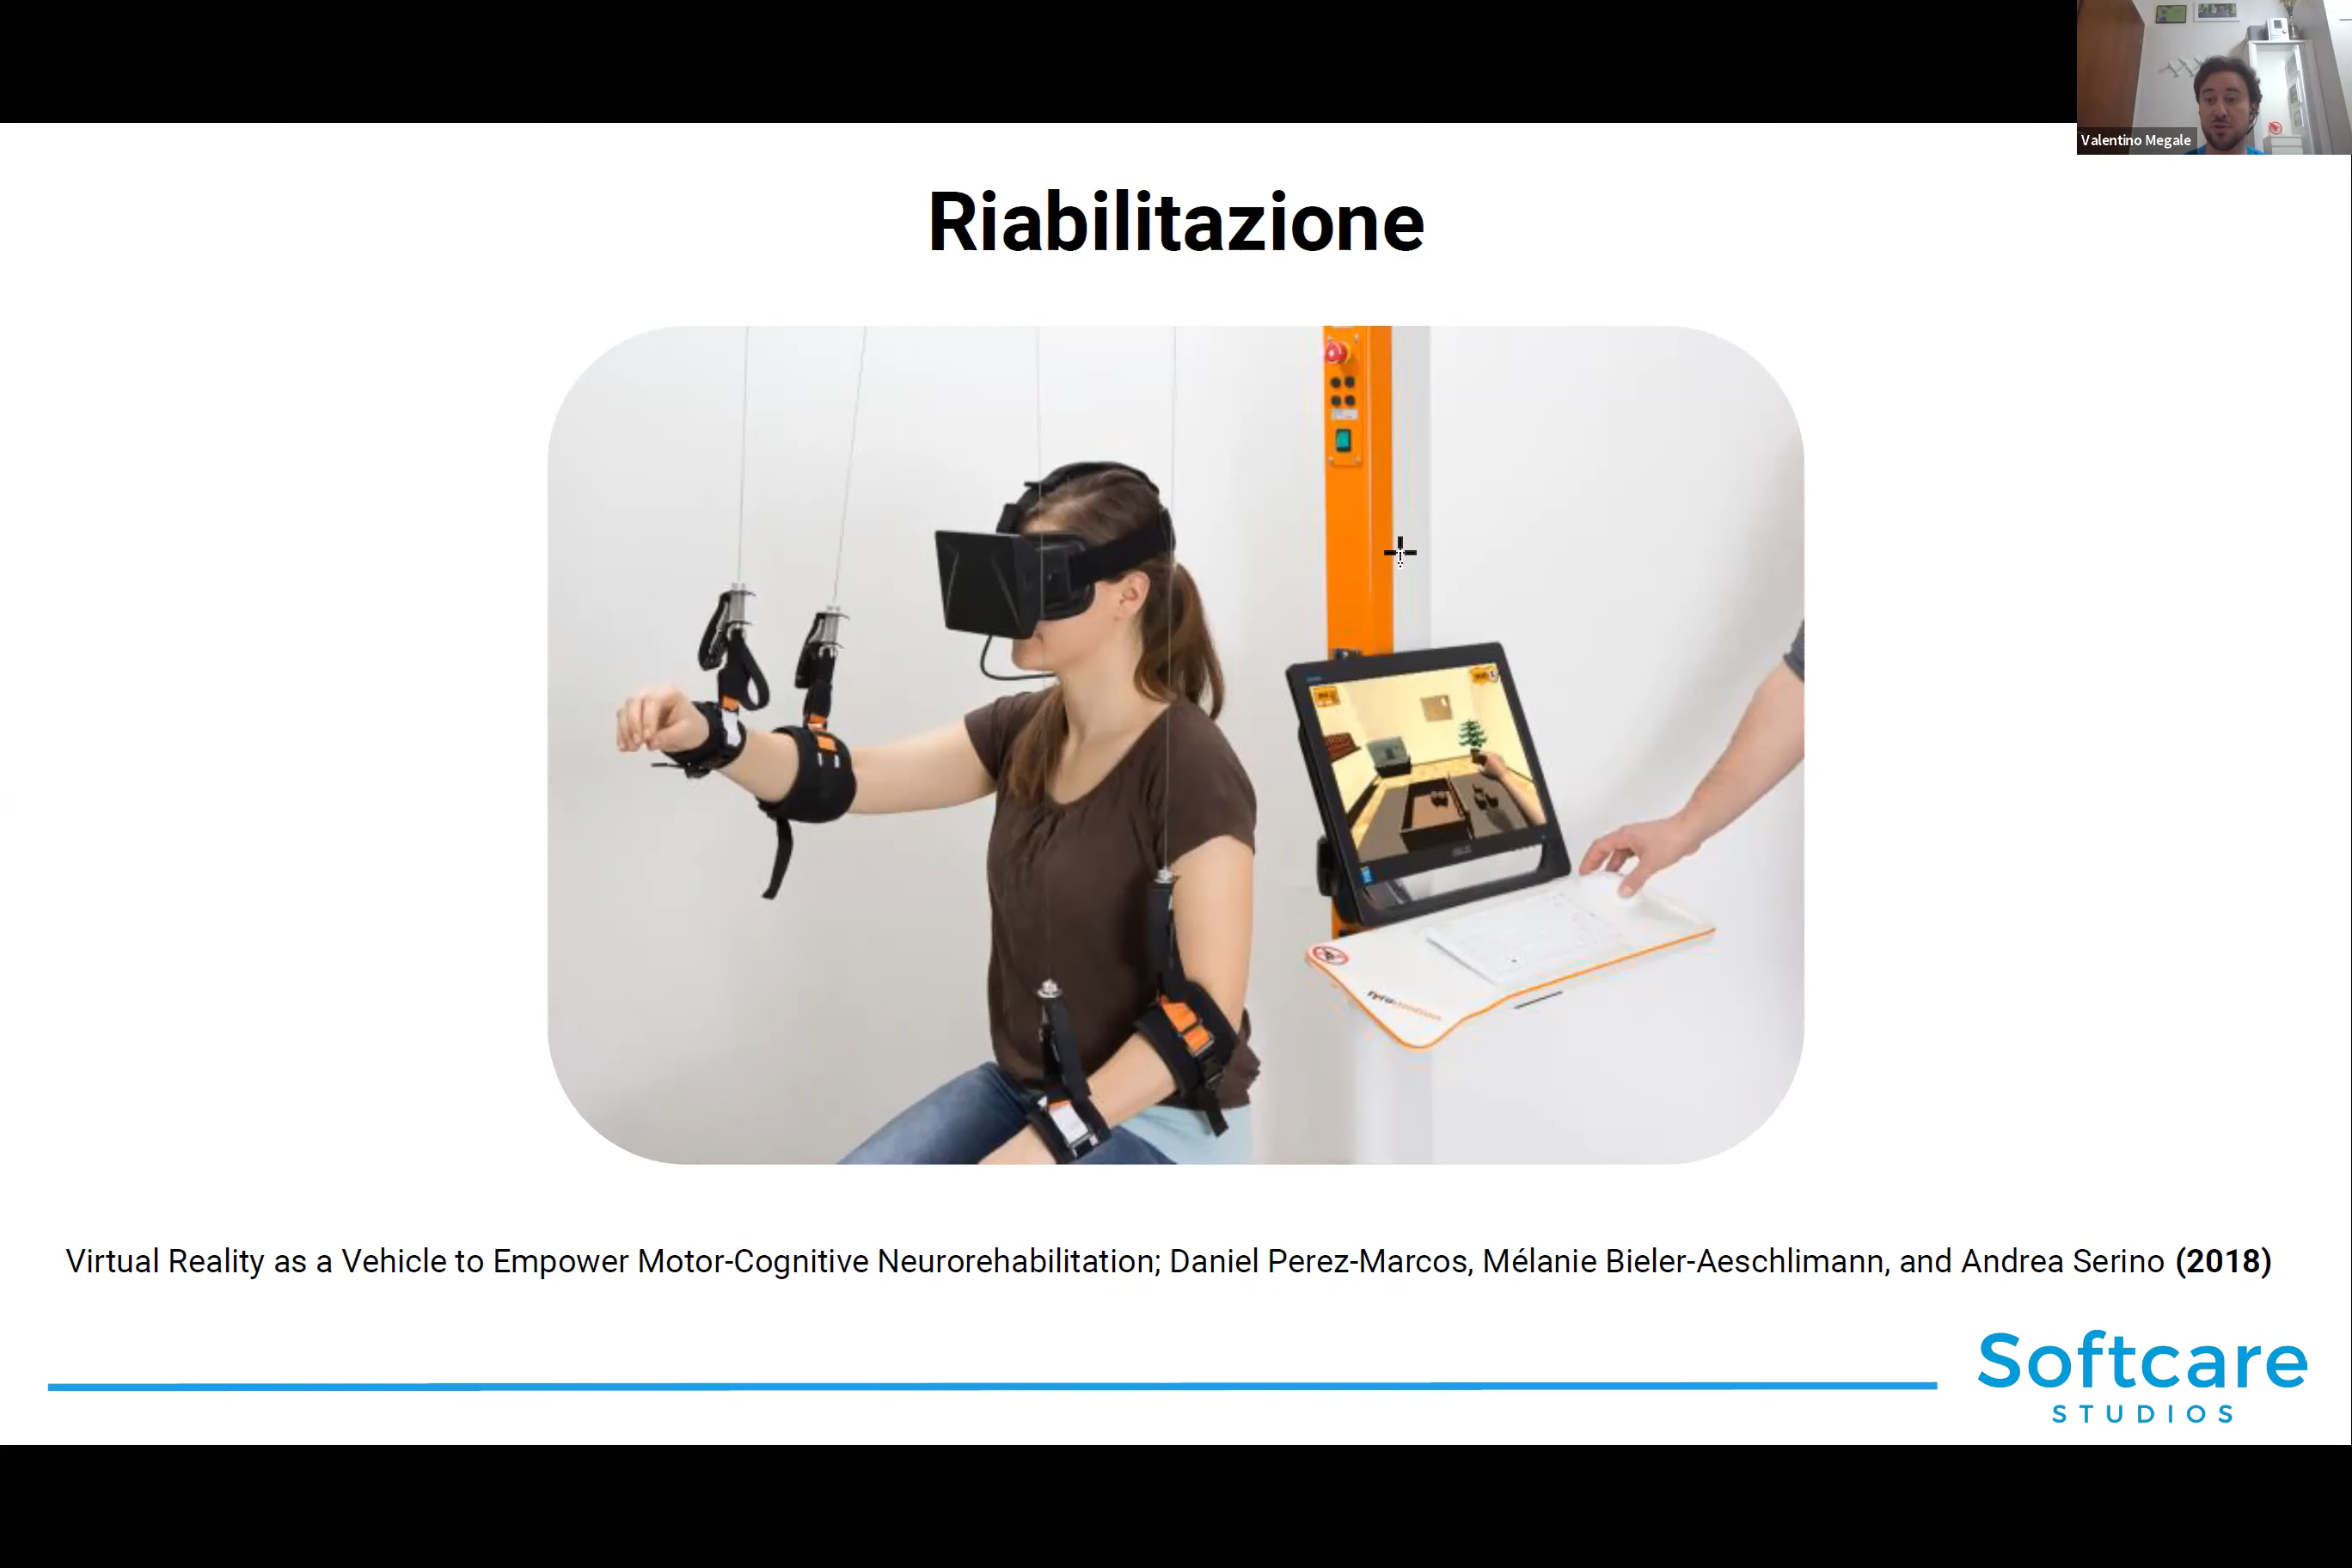 Valentino Megale
Riabilitazione
tyromotion
Virtual Reality as a Vehicle to Empower Motor-Cognitive Neurorehabilitation; Daniel Perez-Marcos, Mélanie Bieler-Aeschlimann, and Andrea Serino (2018)
Softcare
STUDIOS